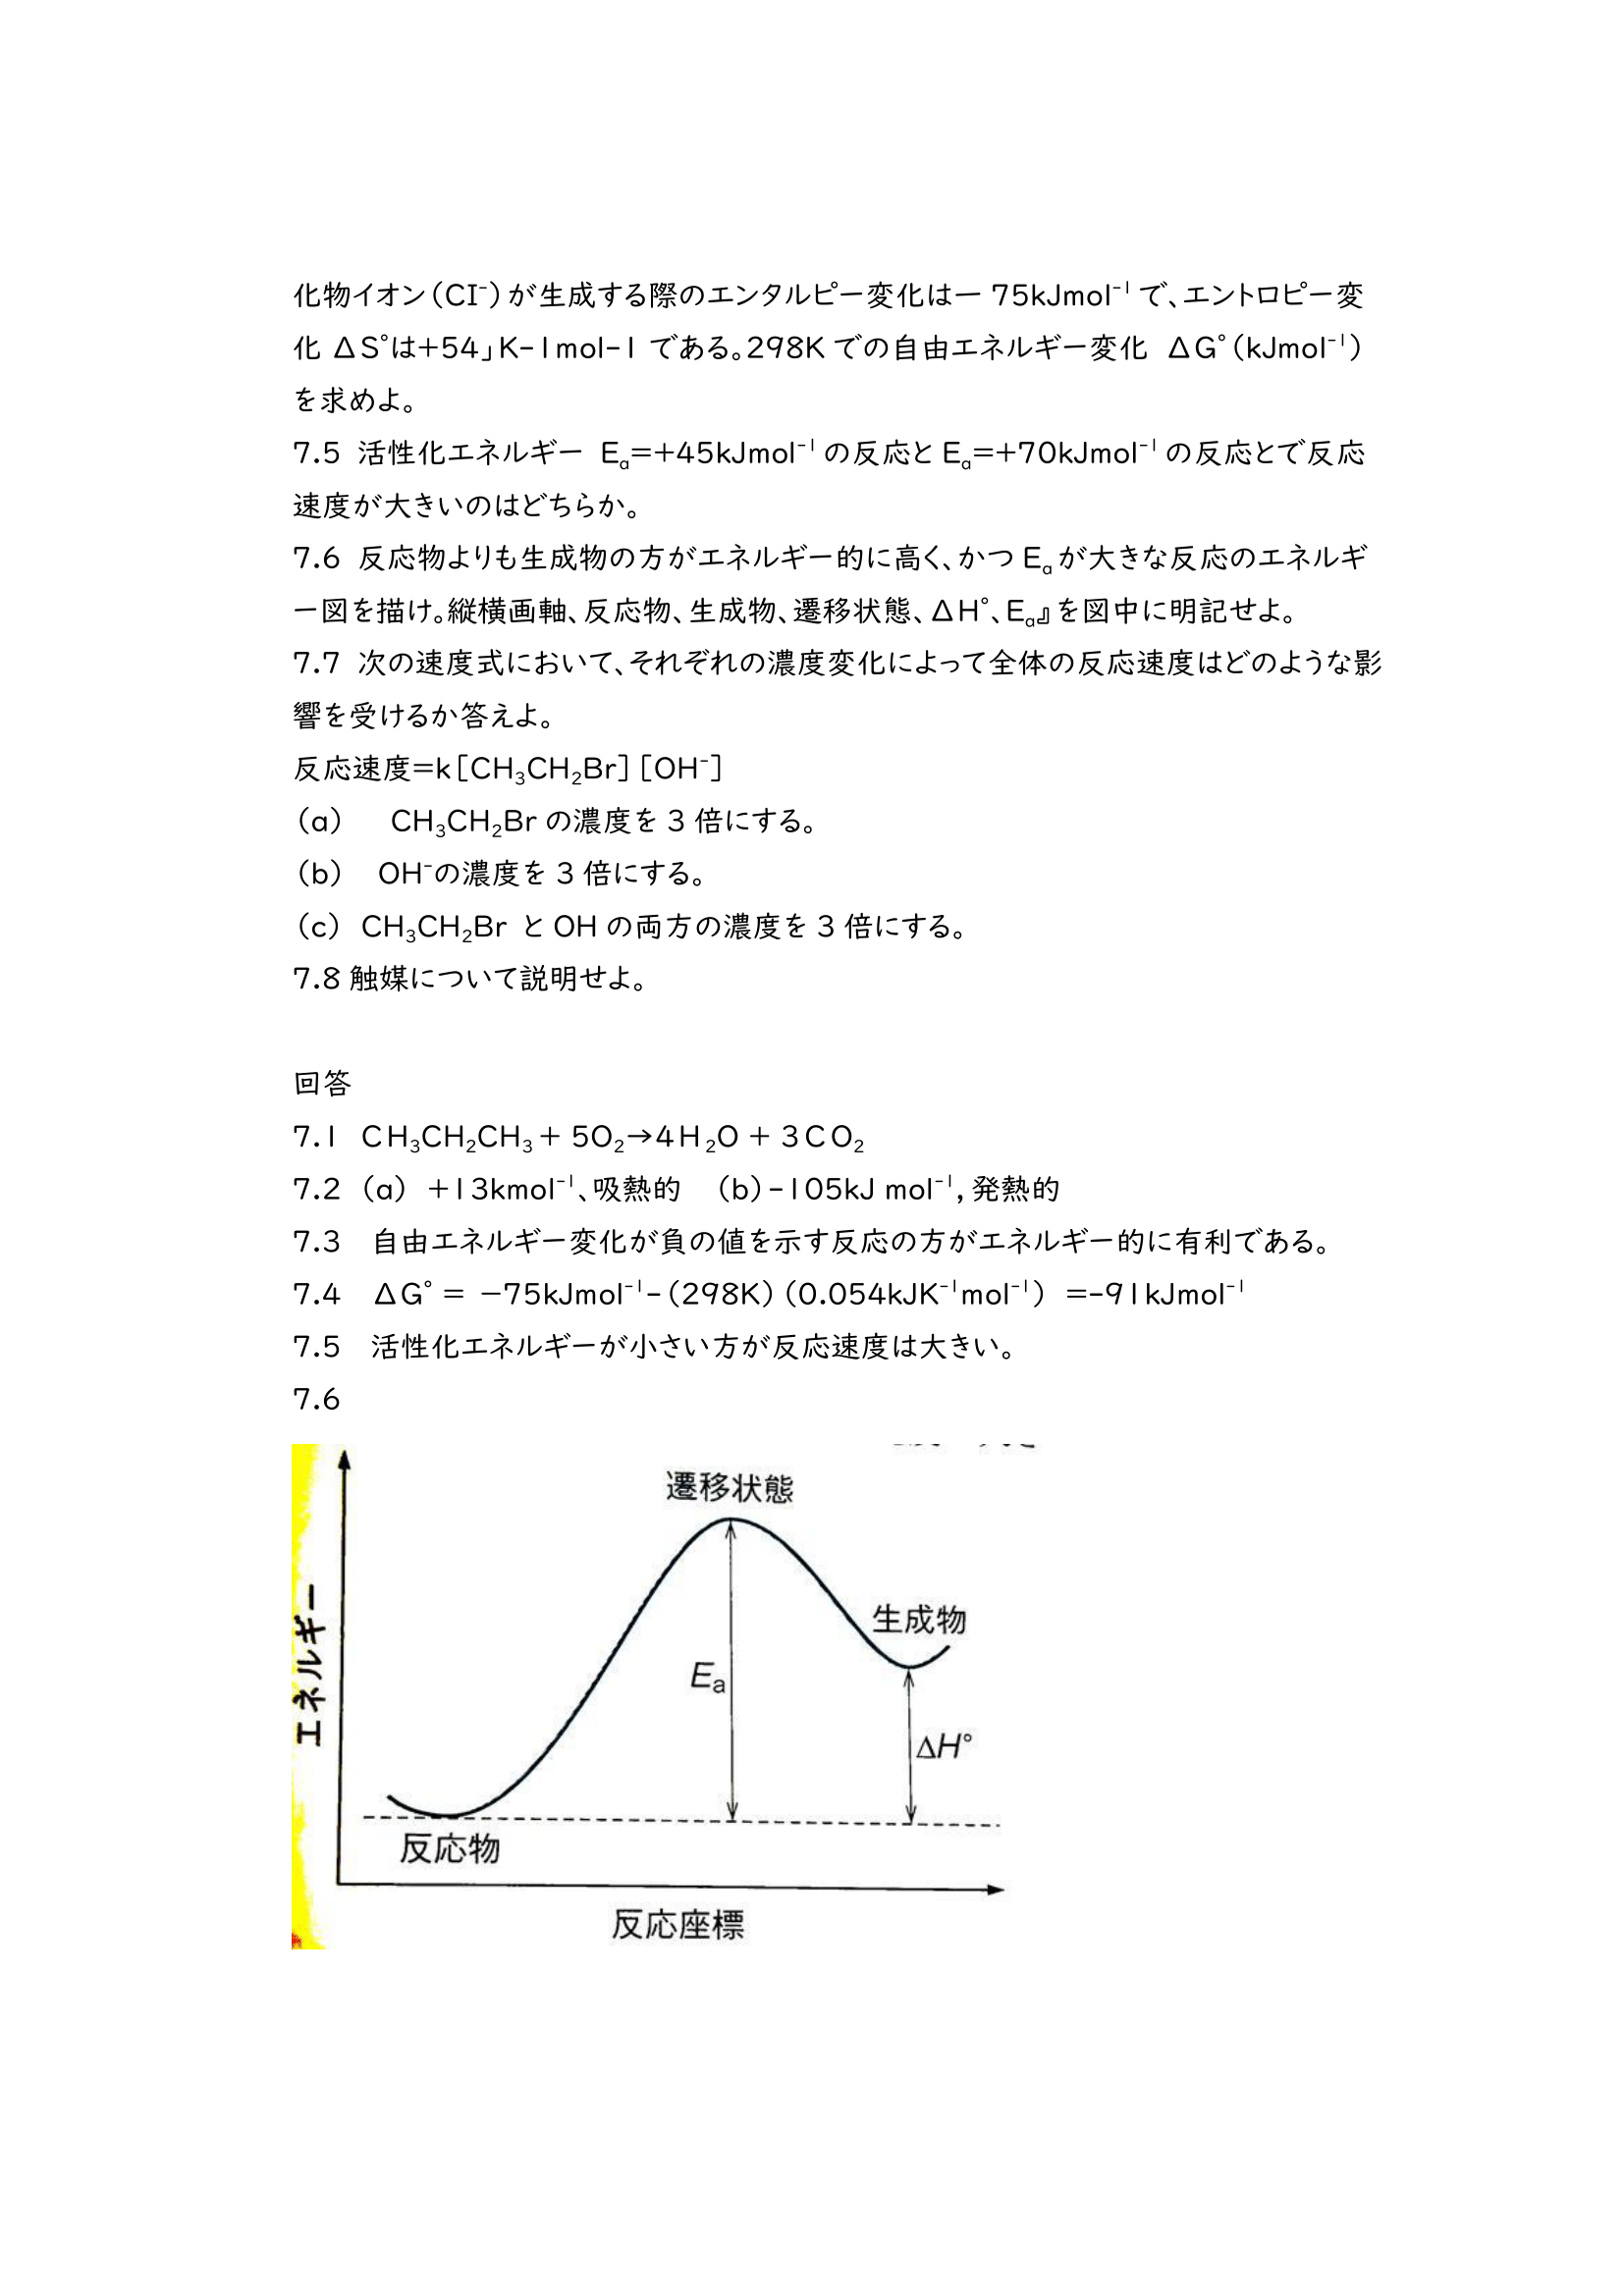 化物イオン（CI⁻）が生成する際のエンタルピー変化は一 75kJmol⁻¹ で、エントロピー変
化 ΔS°は+54」K-1mol-1 である。298K での自由エネルギー変化 ΔG°（kJmol⁻¹）
を求めよ。
7.5 活性化エネルギー Eₐ=+45kJmol⁻¹ の反応と Eₐ=+70kJmol⁻¹ の反応とで反応
速度が大きいのはどちらか。
7.6 反応物よりも生成物の方がエネルギー的に高く、かつ Eₐ が大きな反応のエネルギ
ー図を描け。縦横画軸、反応物、生成物、遷移状態、ΔH°、Eₐ』を図中に明記せよ。
7.7 次の速度式において、それぞれの濃度変化によって全体の反応速度はどのような影
響を受けるか答えよ。
反応速度=k［CH₃CH₂Br］［OH⁻］
（a） CH₃CH₂Br の濃度を 3 倍にする。
（b） OH⁻の濃度を 3 倍にする。
（c） CH₃CH₂Br と OH の両方の濃度を 3 倍にする。
7.8 触媒について説明せよ。
回答
7.1 CH₃CH₂CH₃ + 5O₂→4H₂O + 3CO₂
7.2 （a） +13kmol⁻¹、吸熱的 （b）-105kJ mol⁻¹, 発熱的
7.3 自由エネルギー変化が負の値を示す反応の方がエネルギー的に有利である。
7.4 ΔG° = −75kJmol⁻¹-（298K）（0.054kJK⁻¹mol⁻¹） =-91kJmol⁻¹
7.5 活性化エネルギーが小さい方が反応速度は大きい。
7.6
遷移状態
生成物
エネルギー
Eₐ
ΔH°
反応物
反応座標